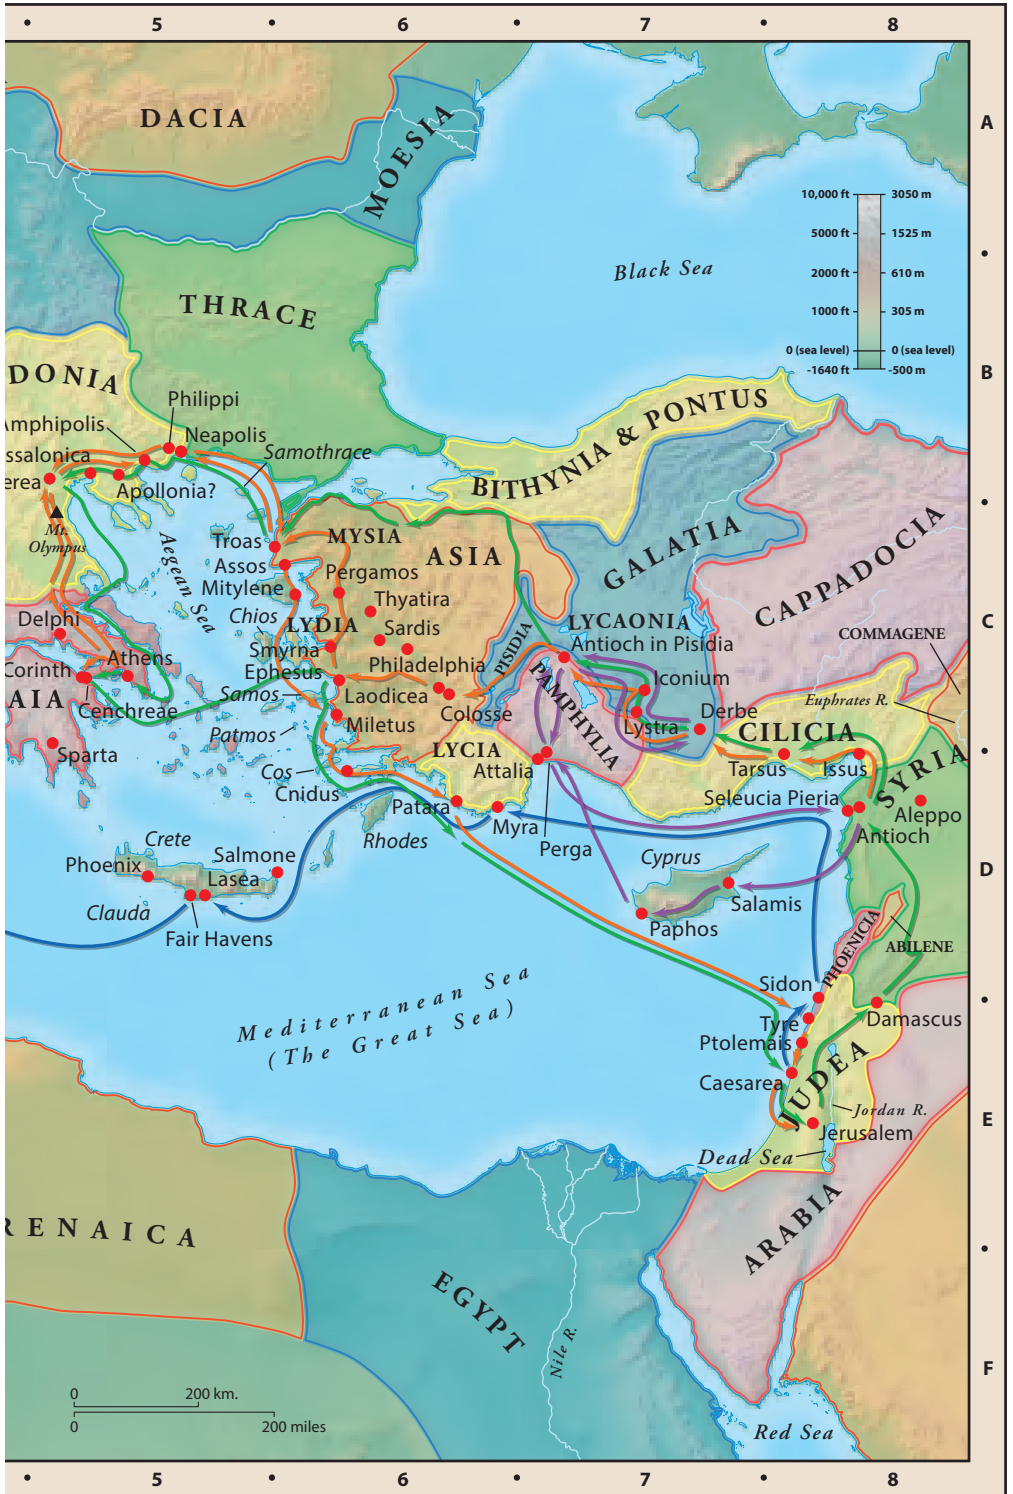 5 6 7 8
A
B
C
D
E
F
DACIA
MOESIA
10,000 ft 3050 m
5000 ft 1525 m
2000 ft 610 m
1000 ft 305 m
0 (sea level) 0 (sea level)
-1640 ft -500 m
Black Sea
THRACE
DONIA
Philippi
Amphipolis
Neapolis
ssalonica
Samothrace
erea
Apollonia?
BITHYNIA & PONTUS
Mt.
Olympus
Aegean Sea
Troas
MYSIA
ASIA
GALATIA
CAPPADOCIA
Assos
Pergamos
Mitylene
Thyatira
Chios
LYDIA
Sardis
LYCAONIA
COMMAGENE
Delphi
Smyrna
Philadelphia
PISIDIA
Antioch in Pisidia
Corinth
Athens
Ephesus
Laodicea
PAMPHYLIA
Iconium
AIA
Cenchreae
Samos
Miletus
Colosse
Lystra
Derbe
Euphrates R.
Patmos
CILICIA
Sparta
LYCIA
Attalia
SYRIA
Cos
Tarsus
Issus
Cnidus
Patara
Seleucia Pieria
Aleppo
Rhodes
Myra
Perga
Antioch
Crete
Phoenix
Salmone
Lasea
Cyprus
Salamis
Clauda
Fair Havens
Paphos
PHOENICIA
ABILENE
Mediterranean Sea
(The Great Sea)
Sidon
Tyre
Damascus
Ptolemais
Caesarea
JUDEA
Jordan R.
Jerusalem
Dead Sea
RENAICA
ARABIA
EGYPT
Nile R.
0 200 km.
0 200 miles
Red Sea
5 6 7 8